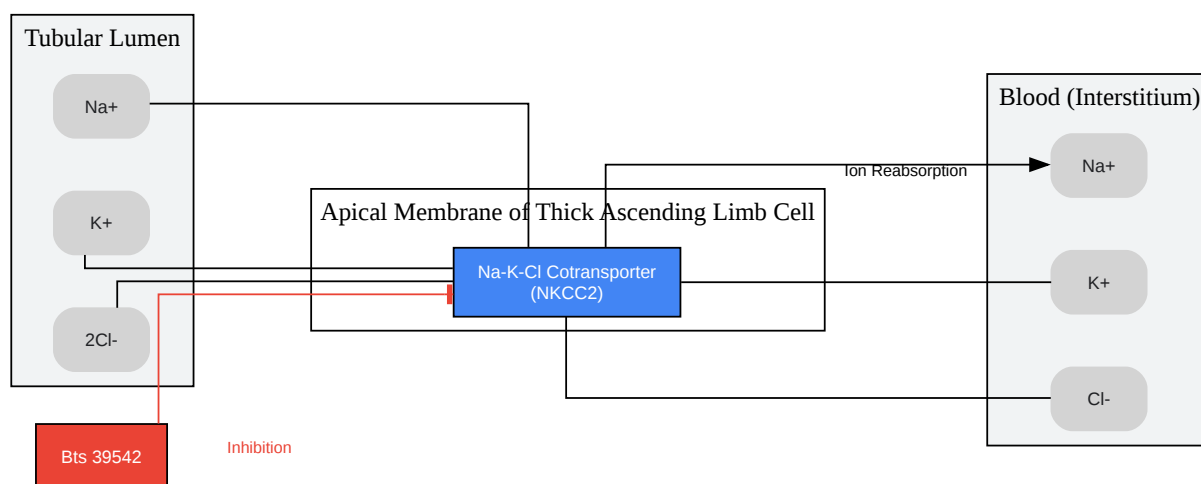 Tubular Lumen
Na+
K+
2Cl-
Bts 39542
Inhibition
Apical Membrane of Thick Ascending Limb Cell
Na-K-Cl Cotransporter
(NKCC2)
Ion Reabsorption
Blood (Interstitium)
Na+
K+
Cl-